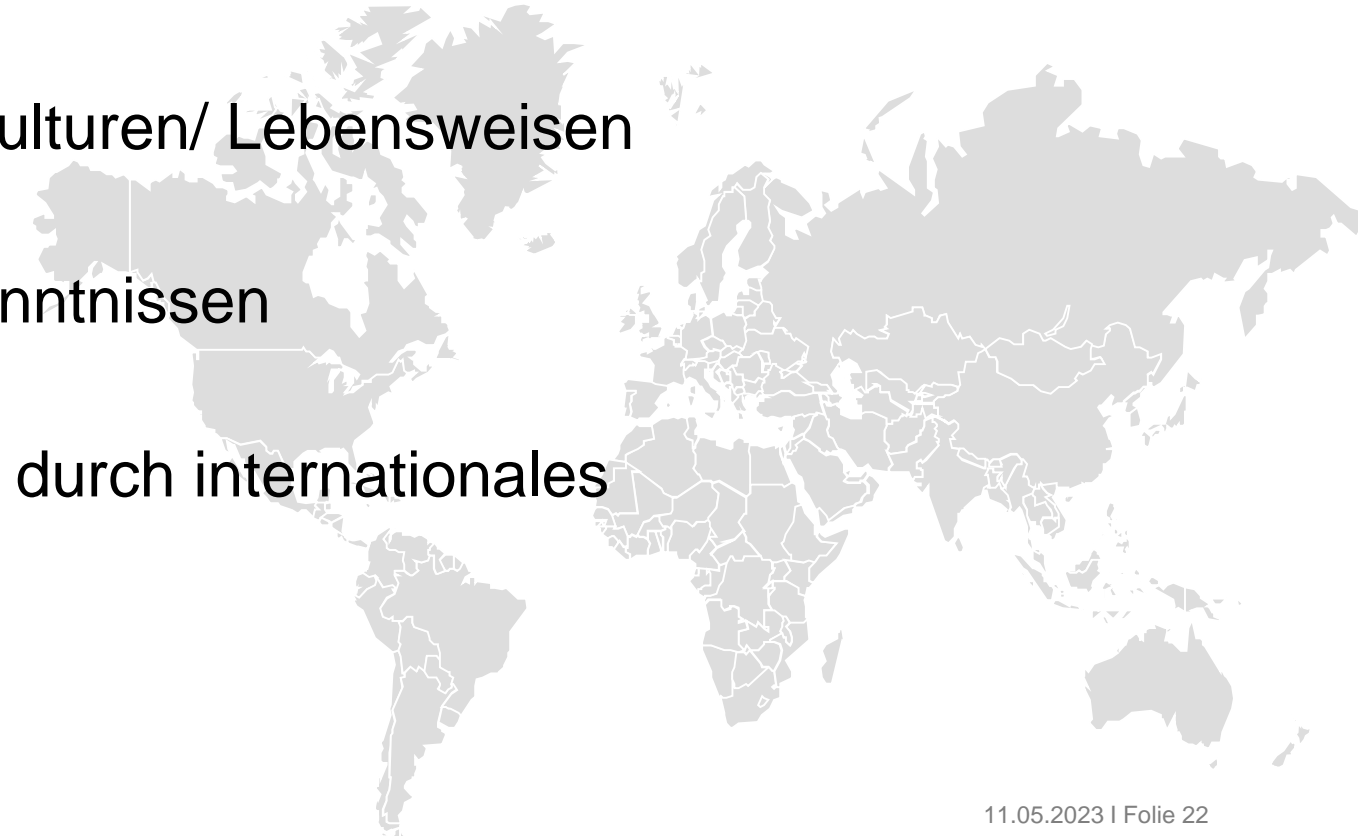 ulturen/ Lebensweisen
nntnissen
durch internationales
11.05.2023 I Folie 22